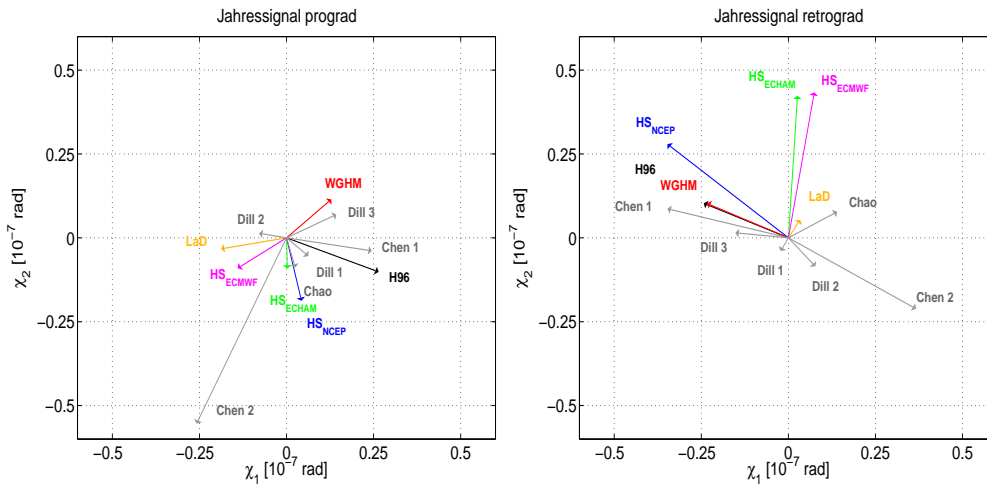 Jahressignal prograd
0.5
0.25
0
−0.25
−0.5
χ2 [10−7 rad]
WGHM
Dill 3
Dill 2
LaD
Chen 1
HSECMWF
Dill 1
H96
Chao
HSECHAM
HSNCEP
Chen 2
−0.5 −0.25 0 0.25 0.5
χ1 [10−7 rad]
Jahressignal retrograd
0.5
0.25
0
−0.25
−0.5
χ2 [10−7 rad]
HSECHAM
HSECMWF
HSNCEP
H96
WGHM
LaD
Chen 1
Chao
Dill 3
Dill 1
Dill 2
Chen 2
−0.5 −0.25 0 0.25 0.5
χ1 [10−7 rad]